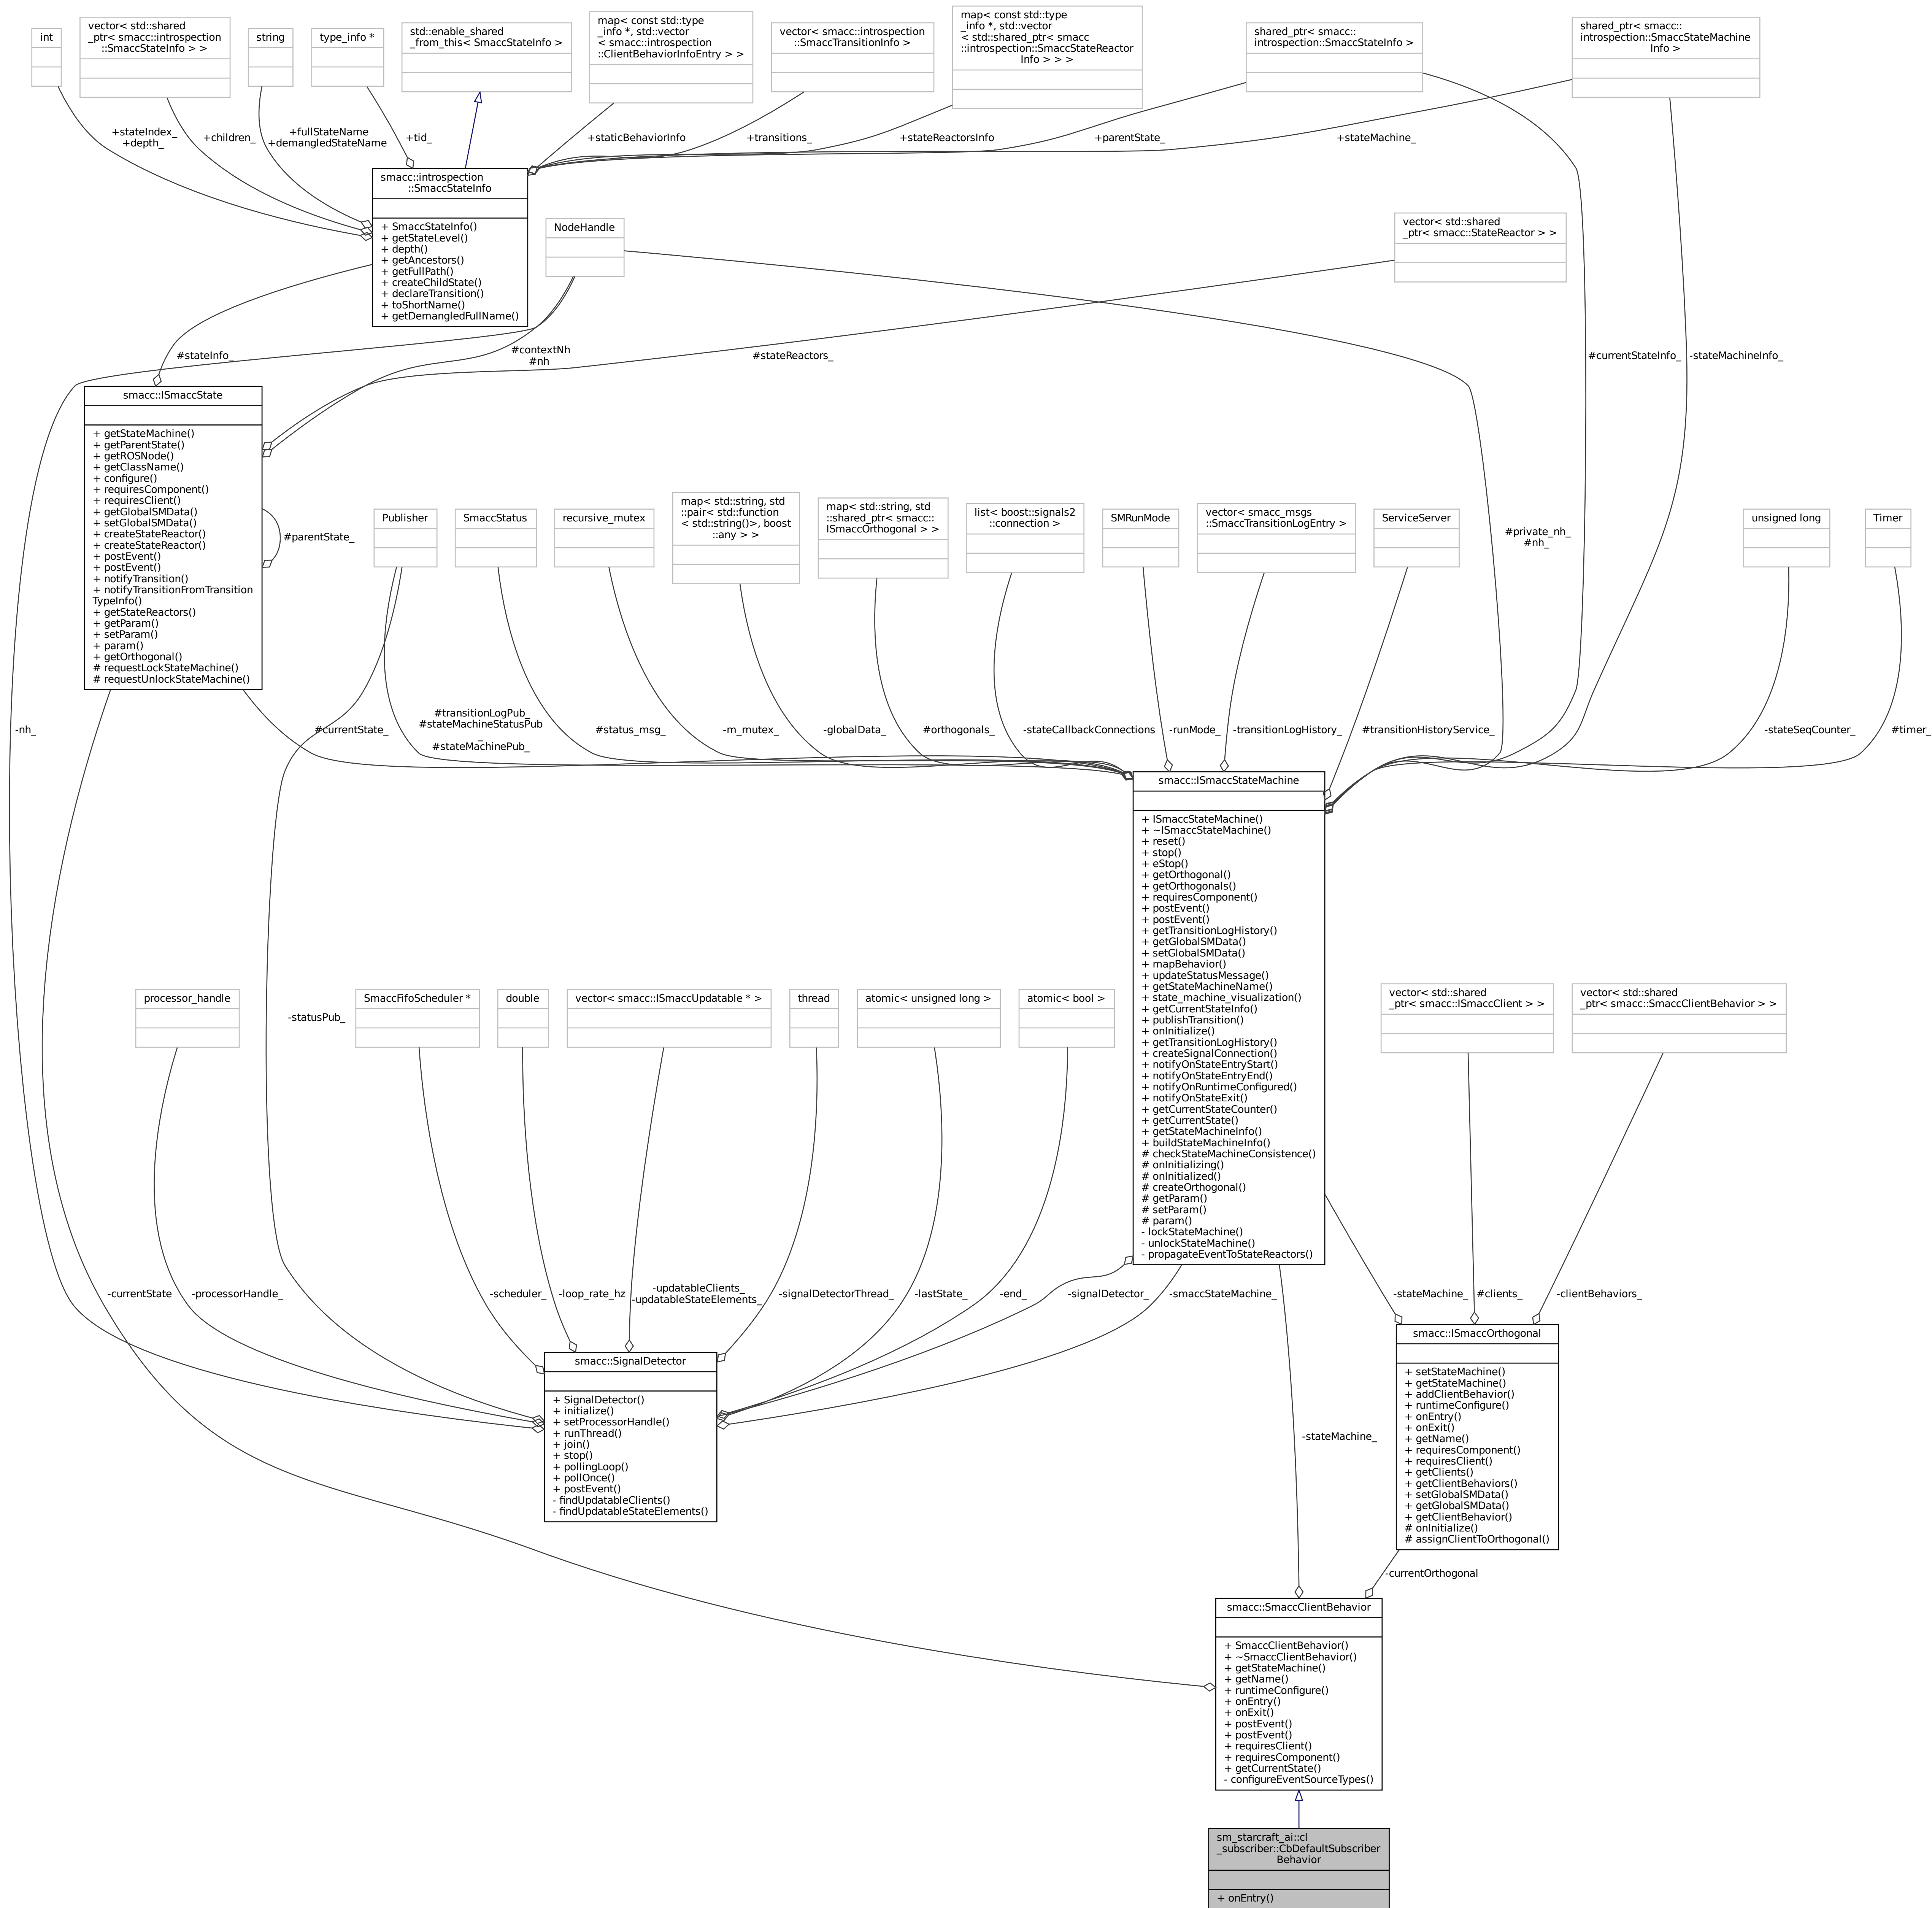 int
vector< std::shared
_ptr< smacc::introspection
::SmaccStateInfo > >
string
type_info *
std::enable_shared
_from_this< SmaccStateInfo >
map< const std::type
_info *, std::vector
< smacc::introspection
::ClientBehaviorInfoEntry > >
vector< smacc::introspection
::SmaccTransitionInfo >
map< const std::type
_info *, std::vector
< std::shared_ptr< smacc
::introspection::SmaccStateReactor
Info > > >
shared_ptr< smacc::
introspection::SmaccStateInfo >
shared_ptr< smacc::
introspection::SmaccStateMachine
Info >
+stateIndex_
+depth_
+children_
+fullStateName
+demangledStateName
+tid_
+staticBehaviorInfo
+transitions_
+stateReactorsInfo
+parentState_
+stateMachine_
smacc::introspection
::SmaccStateInfo
+ SmaccStateInfo()
+ getStateLevel()
+ depth()
+ getAncestors()
+ getFullPath()
+ createChildState()
+ declareTransition()
+ toShortName()
+ getDemangledFullName()
NodeHandle
vector< std::shared
_ptr< smacc::StateReactor > >
#stateInfo_
#contextNh
#nh
#stateReactors_
#currentStateInfo_
-stateMachineInfo_
smacc::ISmaccState
+ getStateMachine()
+ getParentState()
+ getROSNode()
+ getClassName()
+ configure()
+ requiresComponent()
+ requiresClient()
+ getGlobalSMData()
+ setGlobalSMData()
+ createStateReactor()
+ createStateReactor()
+ postEvent()
+ postEvent()
+ notifyTransition()
+ notifyTransitionFromTransition
TypeInfo()
+ getStateReactors()
+ getParam()
+ setParam()
+ param()
+ getOrthogonal()
# requestLockStateMachine()
# requestUnlockStateMachine()
#parentState_
Publisher
SmaccStatus
recursive_mutex
map< std::string, std
::pair< std::function
< std::string()>, boost
::any > >
map< std::string, std
::shared_ptr< smacc::
ISmaccOrthogonal > >
list< boost::signals2
::connection >
SMRunMode
vector< smacc_msgs
::SmaccTransitionLogEntry >
ServiceServer
#private_nh_
#nh_
unsigned long
Timer
-nh_
#currentState_
#transitionLogPub_
#stateMachineStatusPub
_
#stateMachinePub_
#status_msg_
-m_mutex_
-globalData_
#orthogonals_
-stateCallbackConnections
-runMode_
-transitionLogHistory_
#transitionHistoryService_
-stateSeqCounter_
#timer_
smacc::ISmaccStateMachine
+ ISmaccStateMachine()
+ ~ISmaccStateMachine()
+ reset()
+ stop()
+ eStop()
+ getOrthogonal()
+ getOrthogonals()
+ requiresComponent()
+ postEvent()
+ postEvent()
+ getTransitionLogHistory()
+ getGlobalSMData()
+ setGlobalSMData()
+ mapBehavior()
+ updateStatusMessage()
+ getStateMachineName()
+ state_machine_visualization()
+ getCurrentStateInfo()
+ publishTransition()
+ onInitialize()
+ getTransitionLogHistory()
+ createSignalConnection()
+ notifyOnStateEntryStart()
+ notifyOnStateEntryEnd()
+ notifyOnRuntimeConfigured()
+ notifyOnStateExit()
+ getCurrentStateCounter()
+ getCurrentState()
+ getStateMachineInfo()
+ buildStateMachineInfo()
# checkStateMachineConsistence()
# onInitializing()
# onInitialized()
# createOrthogonal()
# getParam()
# setParam()
# param()
- lockStateMachine()
- unlockStateMachine()
- propagateEventToStateReactors()
processor_handle
-statusPub_
SmaccFifoScheduler *
double
vector< smacc::ISmaccUpdatable * >
thread
atomic< unsigned long >
atomic< bool >
vector< std::shared
_ptr< smacc::ISmaccClient > >
vector< std::shared
_ptr< smacc::SmaccClientBehavior > >
-currentState
-processorHandle_
-scheduler_
-loop_rate_hz
-updatableClients_
-updatableStateElements_
-signalDetectorThread_
-lastState_
-end_
-signalDetector_
-smaccStateMachine_
-stateMachine_
#clients_
-clientBehaviors_
smacc::SignalDetector
+ SignalDetector()
+ initialize()
+ setProcessorHandle()
+ runThread()
+ join()
+ stop()
+ pollingLoop()
+ pollOnce()
+ postEvent()
- findUpdatableClients()
- findUpdatableStateElements()
smacc::ISmaccOrthogonal
+ setStateMachine()
+ getStateMachine()
+ addClientBehavior()
+ runtimeConfigure()
+ onEntry()
+ onExit()
+ getName()
+ requiresComponent()
+ requiresClient()
+ getClients()
+ getClientBehaviors()
+ setGlobalSMData()
+ getGlobalSMData()
+ getClientBehavior()
# onInitialize()
# assignClientToOrthogonal()
-stateMachine_
-currentOrthogonal
smacc::SmaccClientBehavior
+ SmaccClientBehavior()
+ ~SmaccClientBehavior()
+ getStateMachine()
+ getName()
+ runtimeConfigure()
+ onEntry()
+ onExit()
+ postEvent()
+ postEvent()
+ requiresClient()
+ requiresComponent()
+ getCurrentState()
- configureEventSourceTypes()
sm_starcraft_ai::cl
_subscriber::CbDefaultSubscriber
Behavior
+ onEntry()